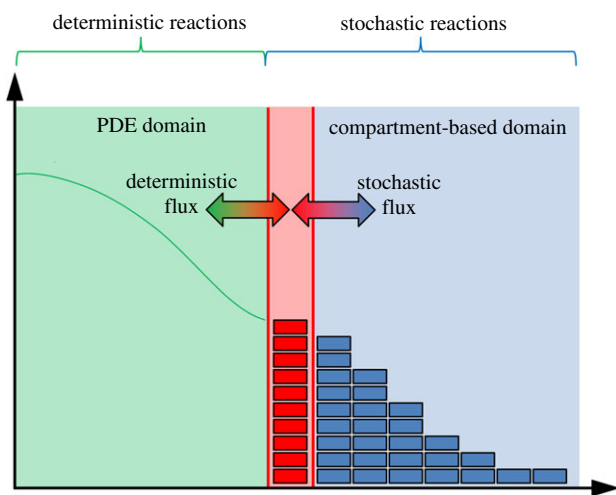 deterministic reactions
stochastic reactions
PDE domain
compartment-based domain
deterministic
flux
stochastic
flux